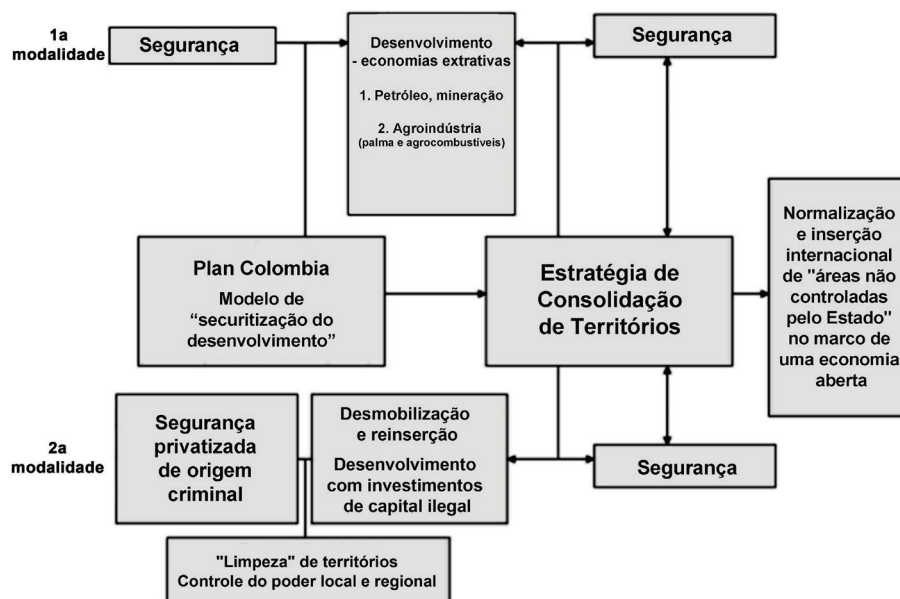 1a
modalidade
Segurança
Desenvolvimento
- economias extrativas
1. Petróleo, mineração
2. Agroindústria
(palma e agrocombustíveis)
Segurança
Plan Colombia
Modelo de
“securitização do
desenvolvimento”
Estratégia de
Consolidação
de Territórios
Normalização
e inserção
internacional
de "áreas não
controladas
pelo Estado"
no marco de
uma economia
aberta
2a
modalidade
Segurança
privatizada
de origem
criminal
Desmobilização
e reinserção
Desenvolvimento
com investimentos
de capital ilegal
Segurança
"Limpeza" de territórios
Controle do poder local e regional